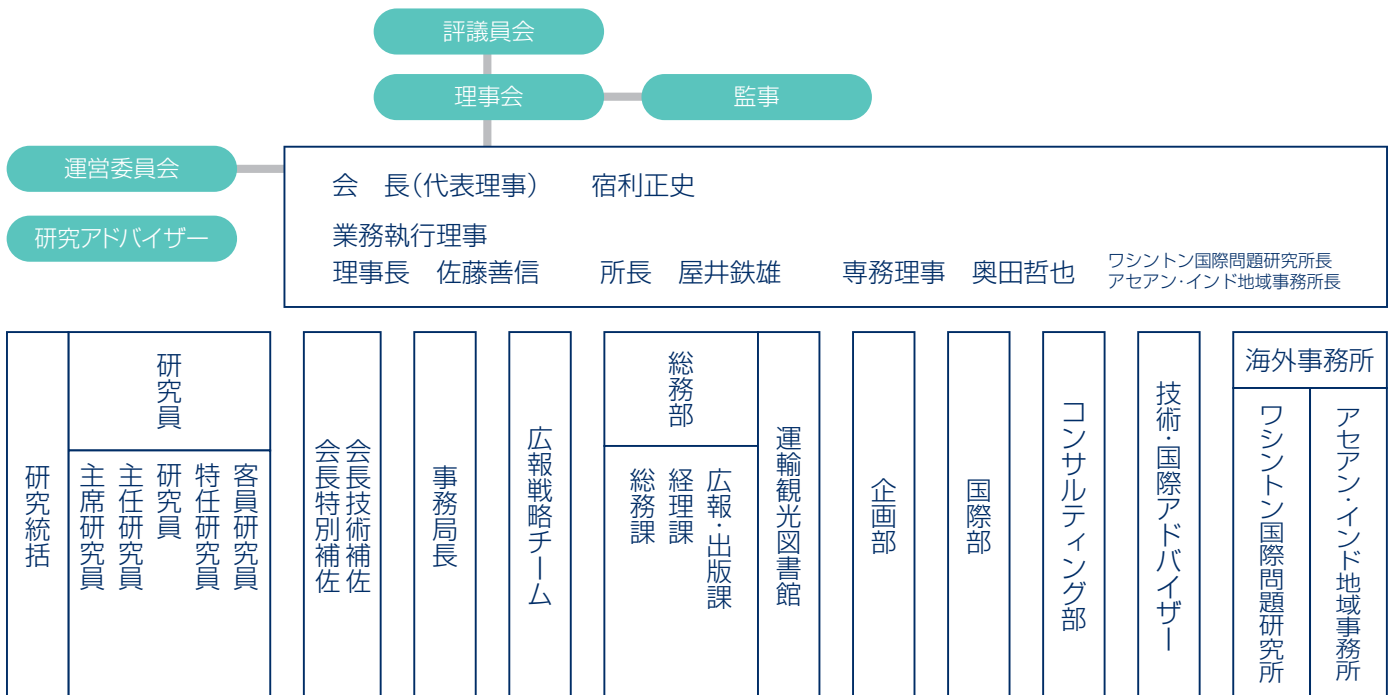 評議員会
理事会
監事
運営委員会
研究アドバイザー
会　長(代表理事)　宿利正史
業務執行理事
理事長　佐藤善信　所長　屋井鉄雄　専務理事　奥田哲也
ワシントン国際問題研究所長
アセアン・インド地域事務所長
研究統括
研究員
主席研究員
主任研究員
研究員
特任研究員
客員研究員
会長技術補佐
会長特別補佐
事務局長
広報戦略チーム
総務部
総務課
経理課
広報・出版課
運輸観光図書館
企画部
国際部
コンサルティング部
技術・国際アドバイザー
海外事務所
ワシントン国際問題研究所
アセアン・インド地域事務所